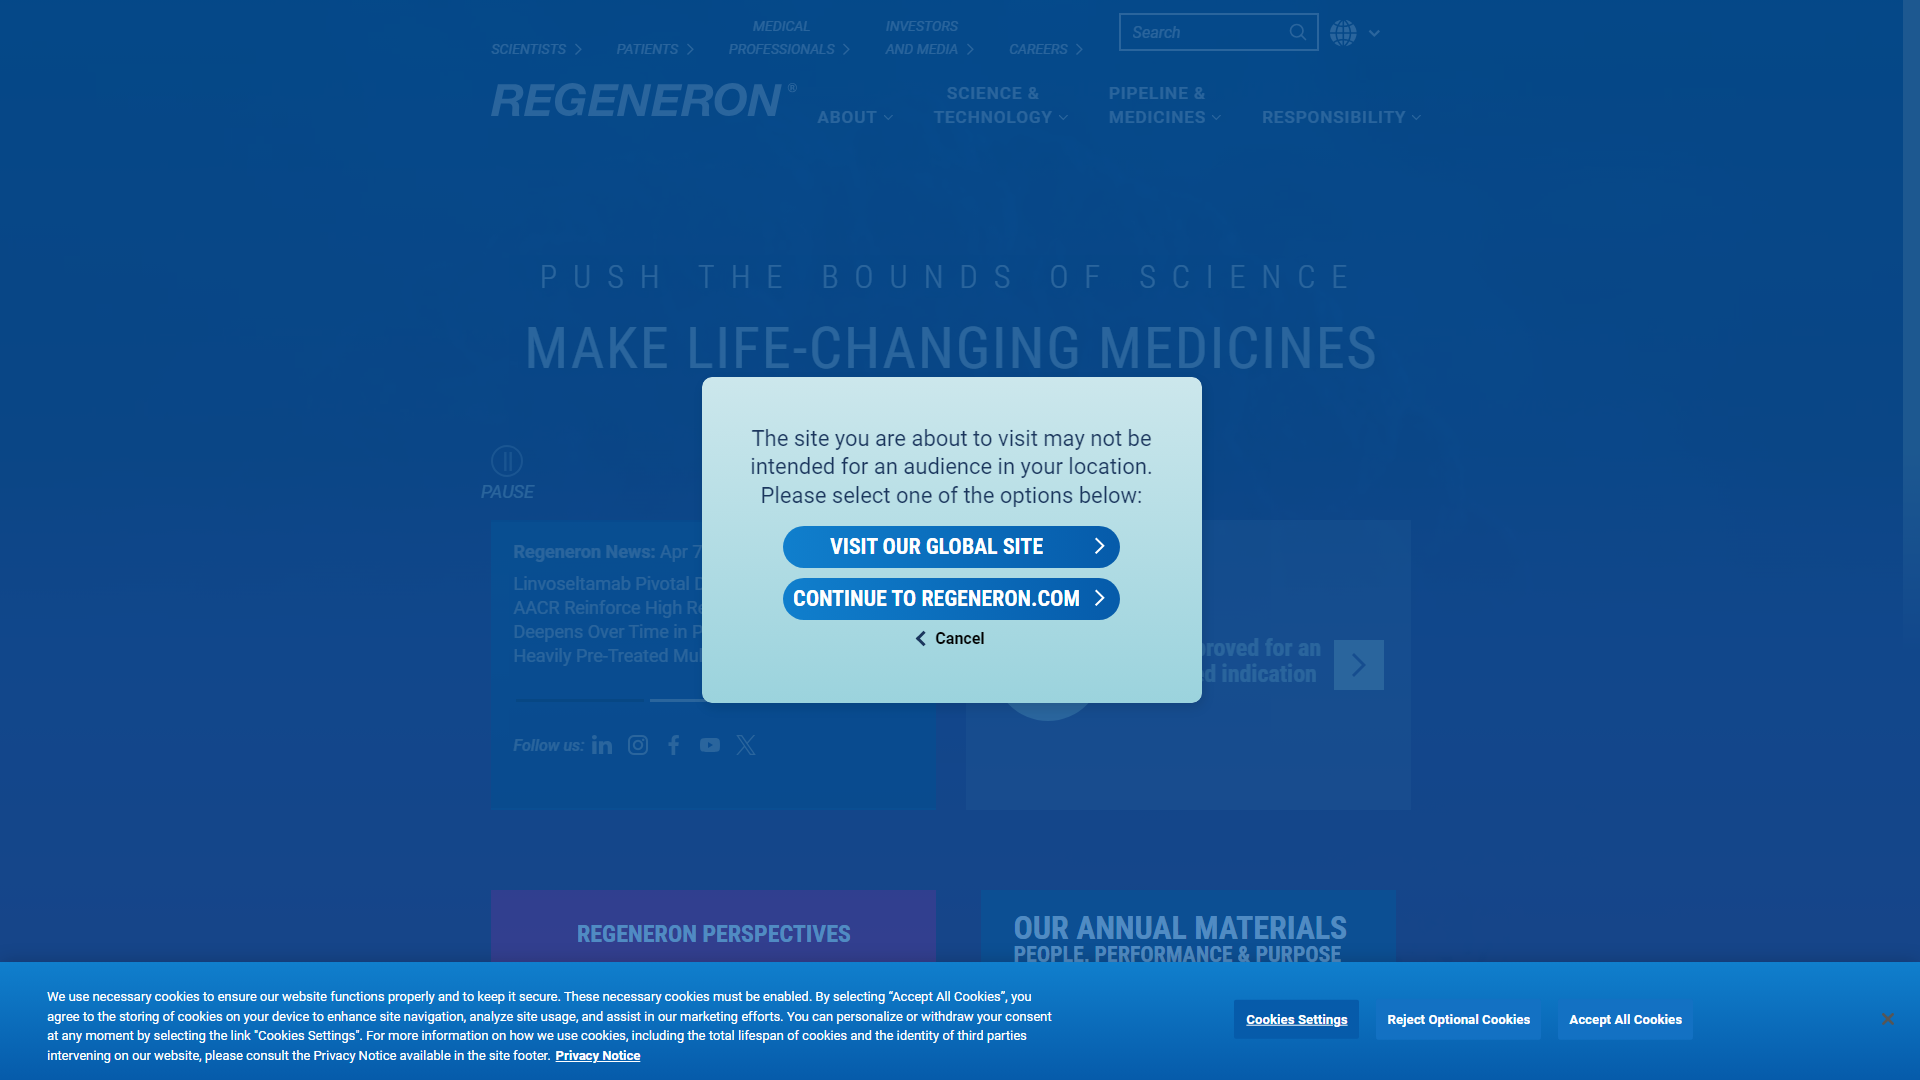 SCIENTISTS
PATIENTS
MEDICAL
PROFESSIONALS
INVESTORS
AND MEDIA
CAREERS
Search
REGENERON®
ABOUT
SCIENCE &
TECHNOLOGY
PIPELINE &
MEDICINES
RESPONSIBILITY
PUSH THE BOUNDS OF SCIENCE
MAKE LIFE-CHANGING MEDICINES
PAUSE
The site you are about to visit may not be
intended for an audience in your location.
Please select one of the options below:
VISIT OUR GLOBAL SITE
CONTINUE TO REGENERON.COM
Cancel
Regeneron News: Apr 7
Linvoseltamab Pivotal
AACR Reinforce High
Deepens Over Time in
Heavily Pre-Treated
Follow us:
for an
indication
REGENERON PERSPECTIVES
OUR ANNUAL MATERIALS
PEOPLE, PERFORMANCE & PURPOSE
We use necessary cookies to ensure our website functions properly and to keep it secure. These necessary cookies must be enabled. By selecting “Accept All Cookies”, you
agree to the storing of cookies on your device to enhance site navigation, analyze site usage, and assist in our marketing efforts. You can personalize or withdraw your consent
at any moment by selecting the link "Cookies Settings". For more information on how we use cookies, including the total lifespan of cookies and the identity of third parties
intervening on our website, please consult the Privacy Notice available in the site footer. Privacy Notice
Cookies Settings
Reject Optional Cookies
Accept All Cookies